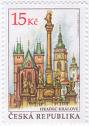 15 Kč
HRADEC KRÁLOVÉ
ČESKÁ REPUBLIKA